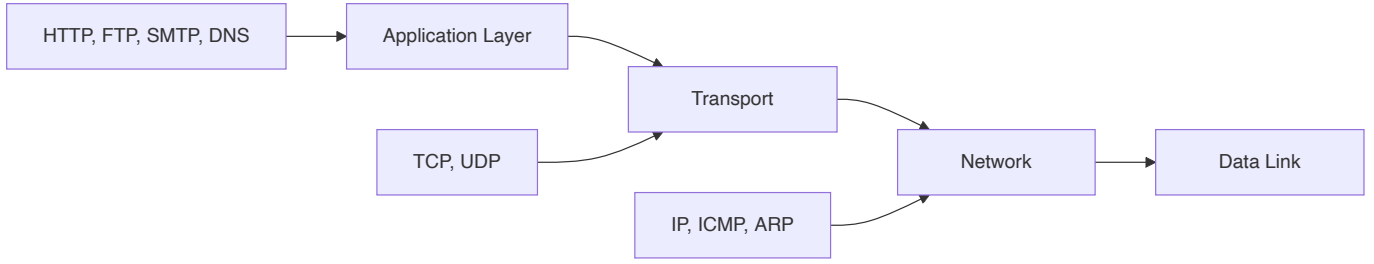 HTTP, FTP, SMTP, DNS
Application Layer
Transport
TCP, UDP
Network
Data Link
IP, ICMP, ARP